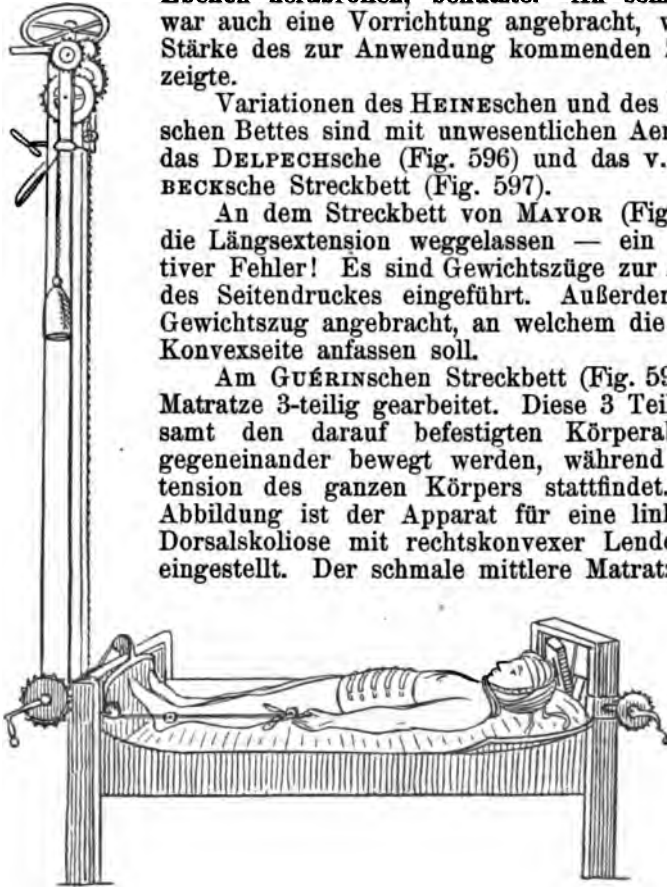 war auch eine Vorrichtung angebracht,
Stärke des zur Anwendung kommenden
zeigte.
Variationen des HEINEschen und des
schen Bettes sind mit unwesentlichen Aen
das DELPECHsche (Fig. 596) und das v.
BECKsche Streckbett (Fig. 597).
An dem Streckbett von MAYOR (Fig
die Längsextension weggelassen — ein
tiver Fehler! Es sind Gewichtszüge zur
des Seitendruckes eingeführt. Außerdem
Gewichtszug angebracht, an welchem die
Konvexseite anfassen soll.
Am GUÉRINschen Streckbett (Fig. 59
Matratze 3-teilig gearbeitet. Diese 3 Teil
samt den darauf befestigten Körperab
gegeneinander bewegt werden, während
tension des ganzen Körpers stattfindet.
Abbildung ist der Apparat für eine link
Dorsalskoliose mit rechtskonvexer Lende
eingestellt. Der schmale mittlere Matratz